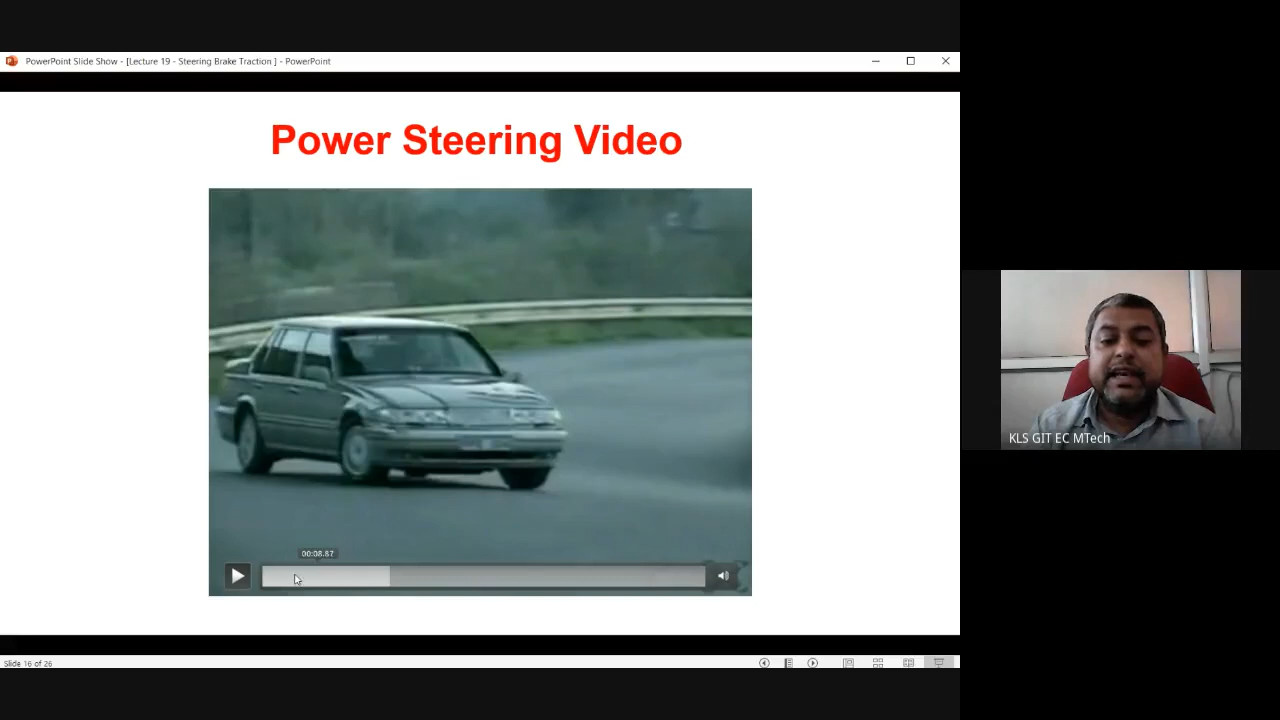 PowerPoint Slide Show - [Lecture 19 - Steering Brake Traction ] - PowerPoint
Power Steering Video
00:08.87
KLS GIT EC MTech
Slide 16 of 26